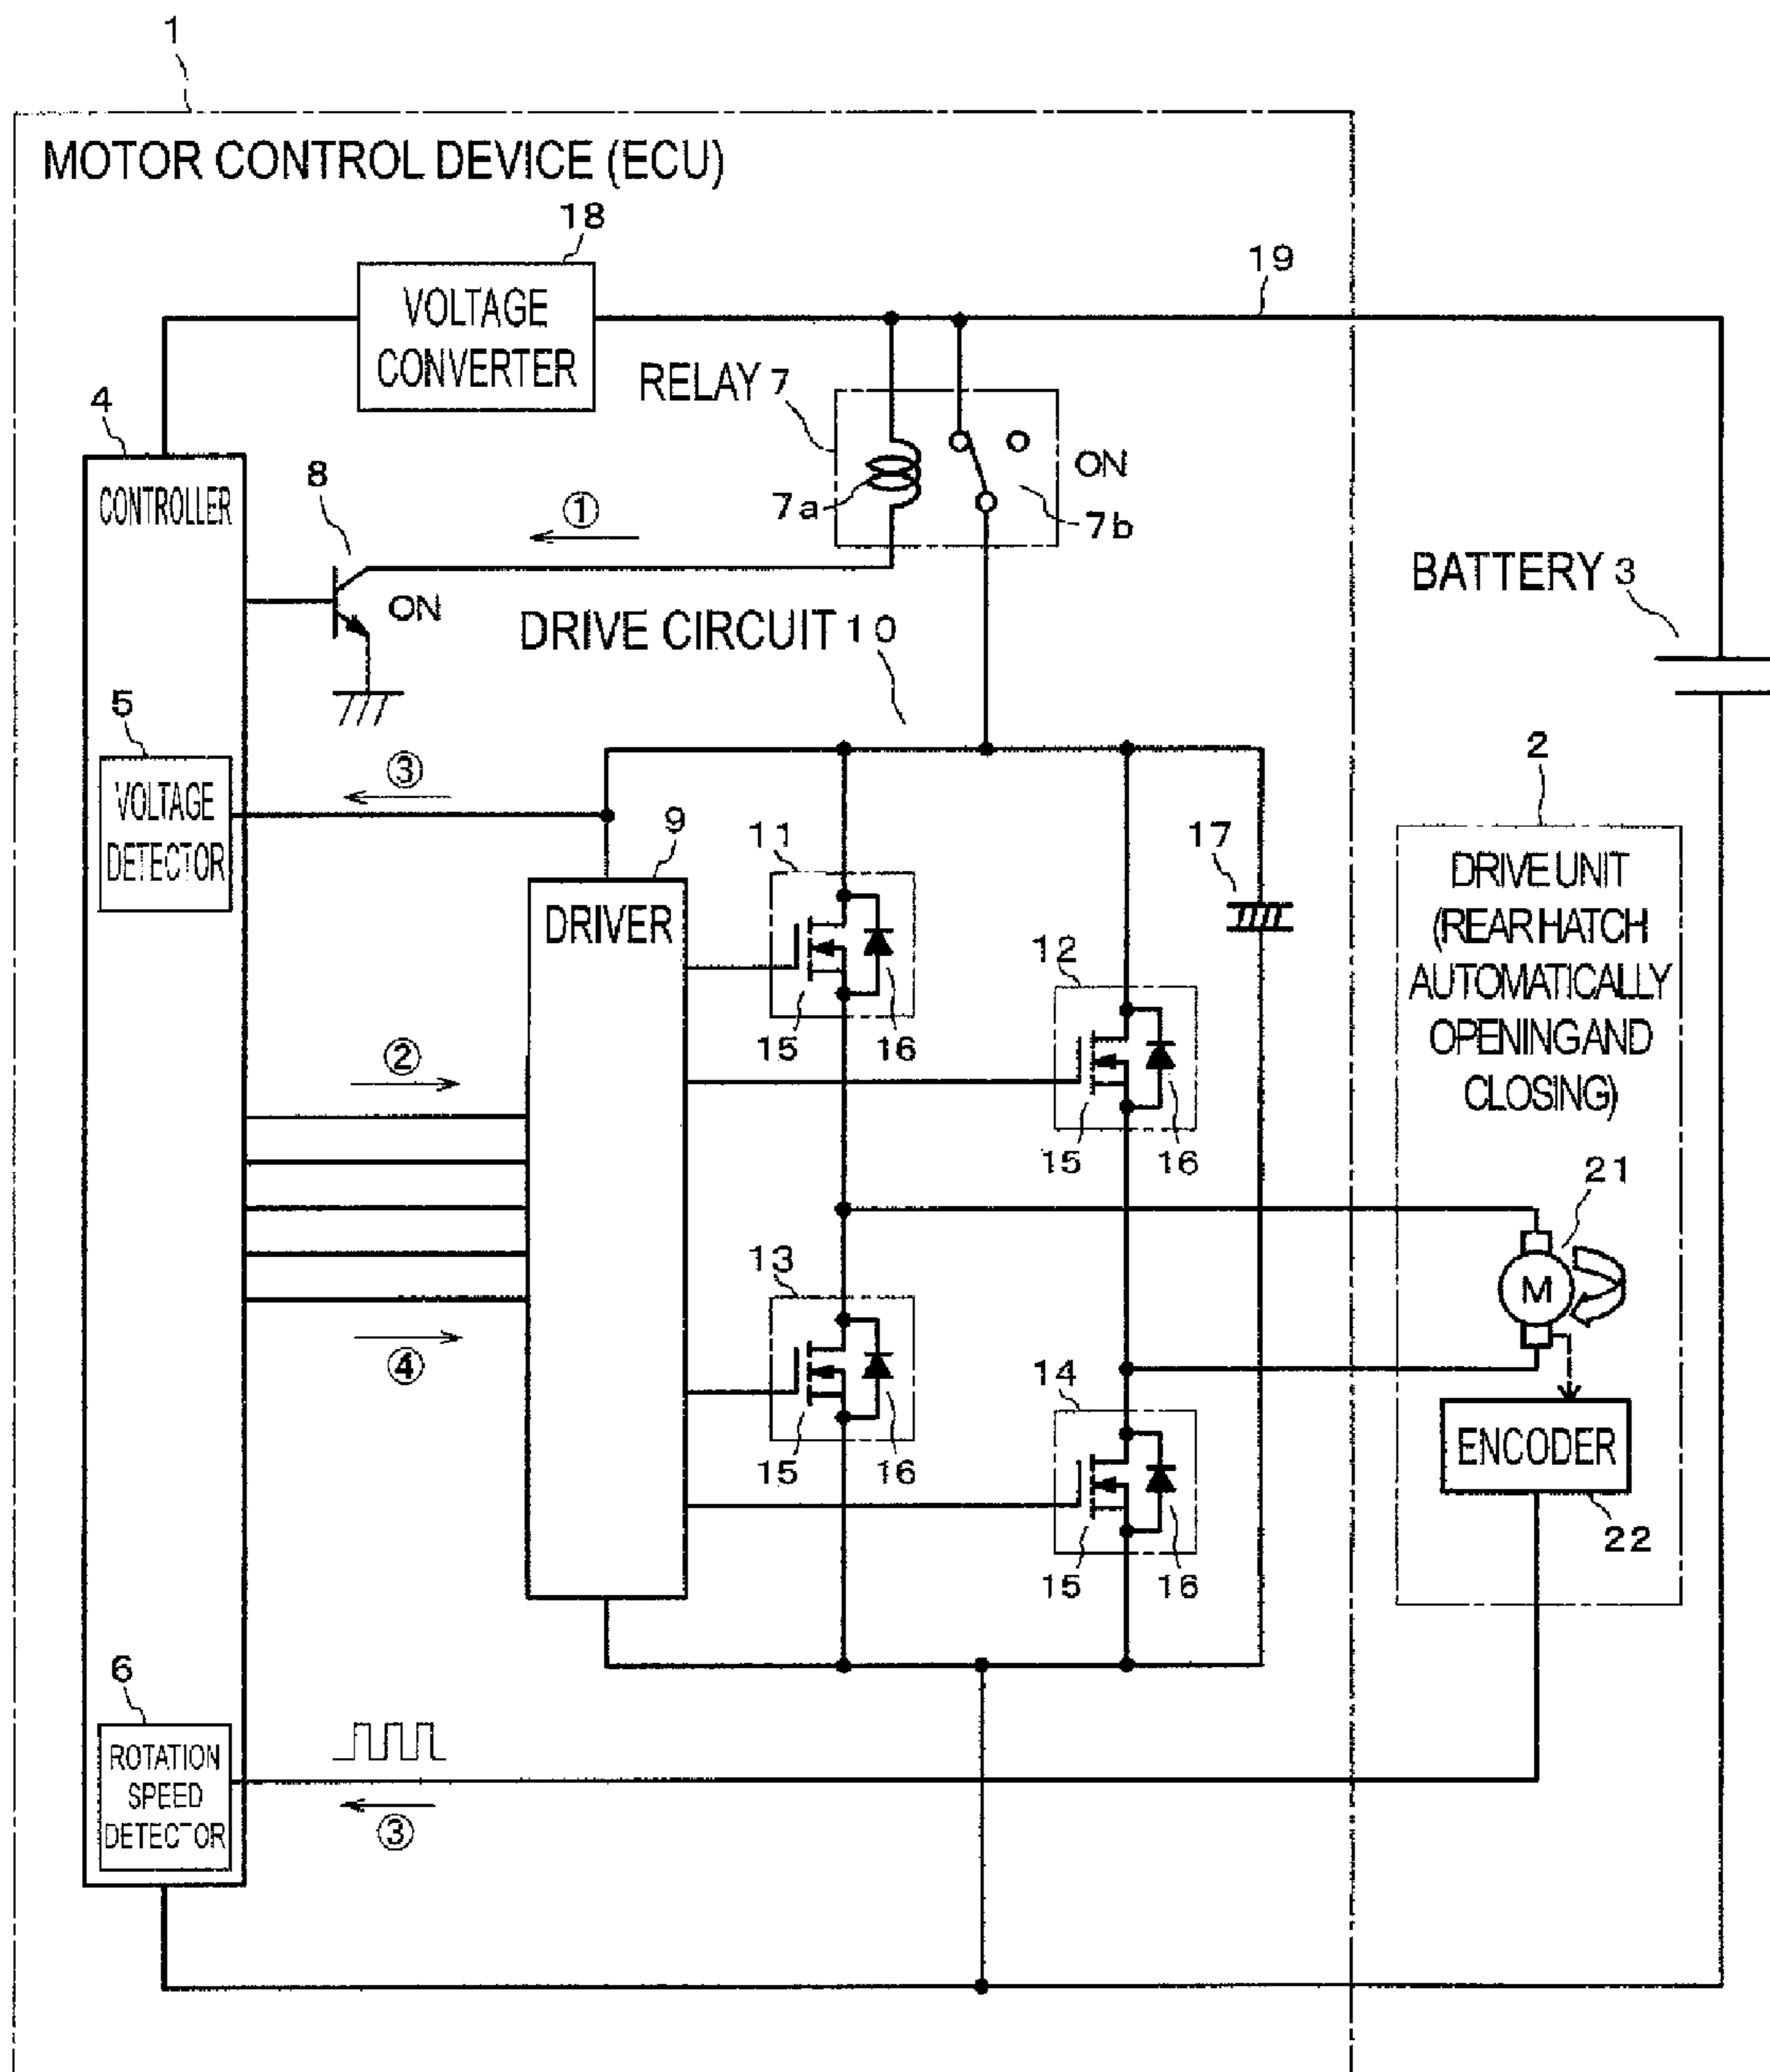 1
MOTOR CONTROL DEVICE (ECU)
18
VOLTAGE
CONVERTER
19
RELAY 7
4
CONTROLLER
8
①
7a
ON
7b
ON
DRIVE CIRCUIT 10
BATTERY 3
5
VOLTAGE
DETECTOR
③
9
DRIVER
11
15
16
12
15
16
17
2
DRIVE UNIT
(REAR HATCH
AUTOMATICALLY
OPENING AND
CLOSING)
②
④
13
15
16
14
15
16
21
M
ENCODER
22
6
ROTATION
SPEED
DETECTOR
③